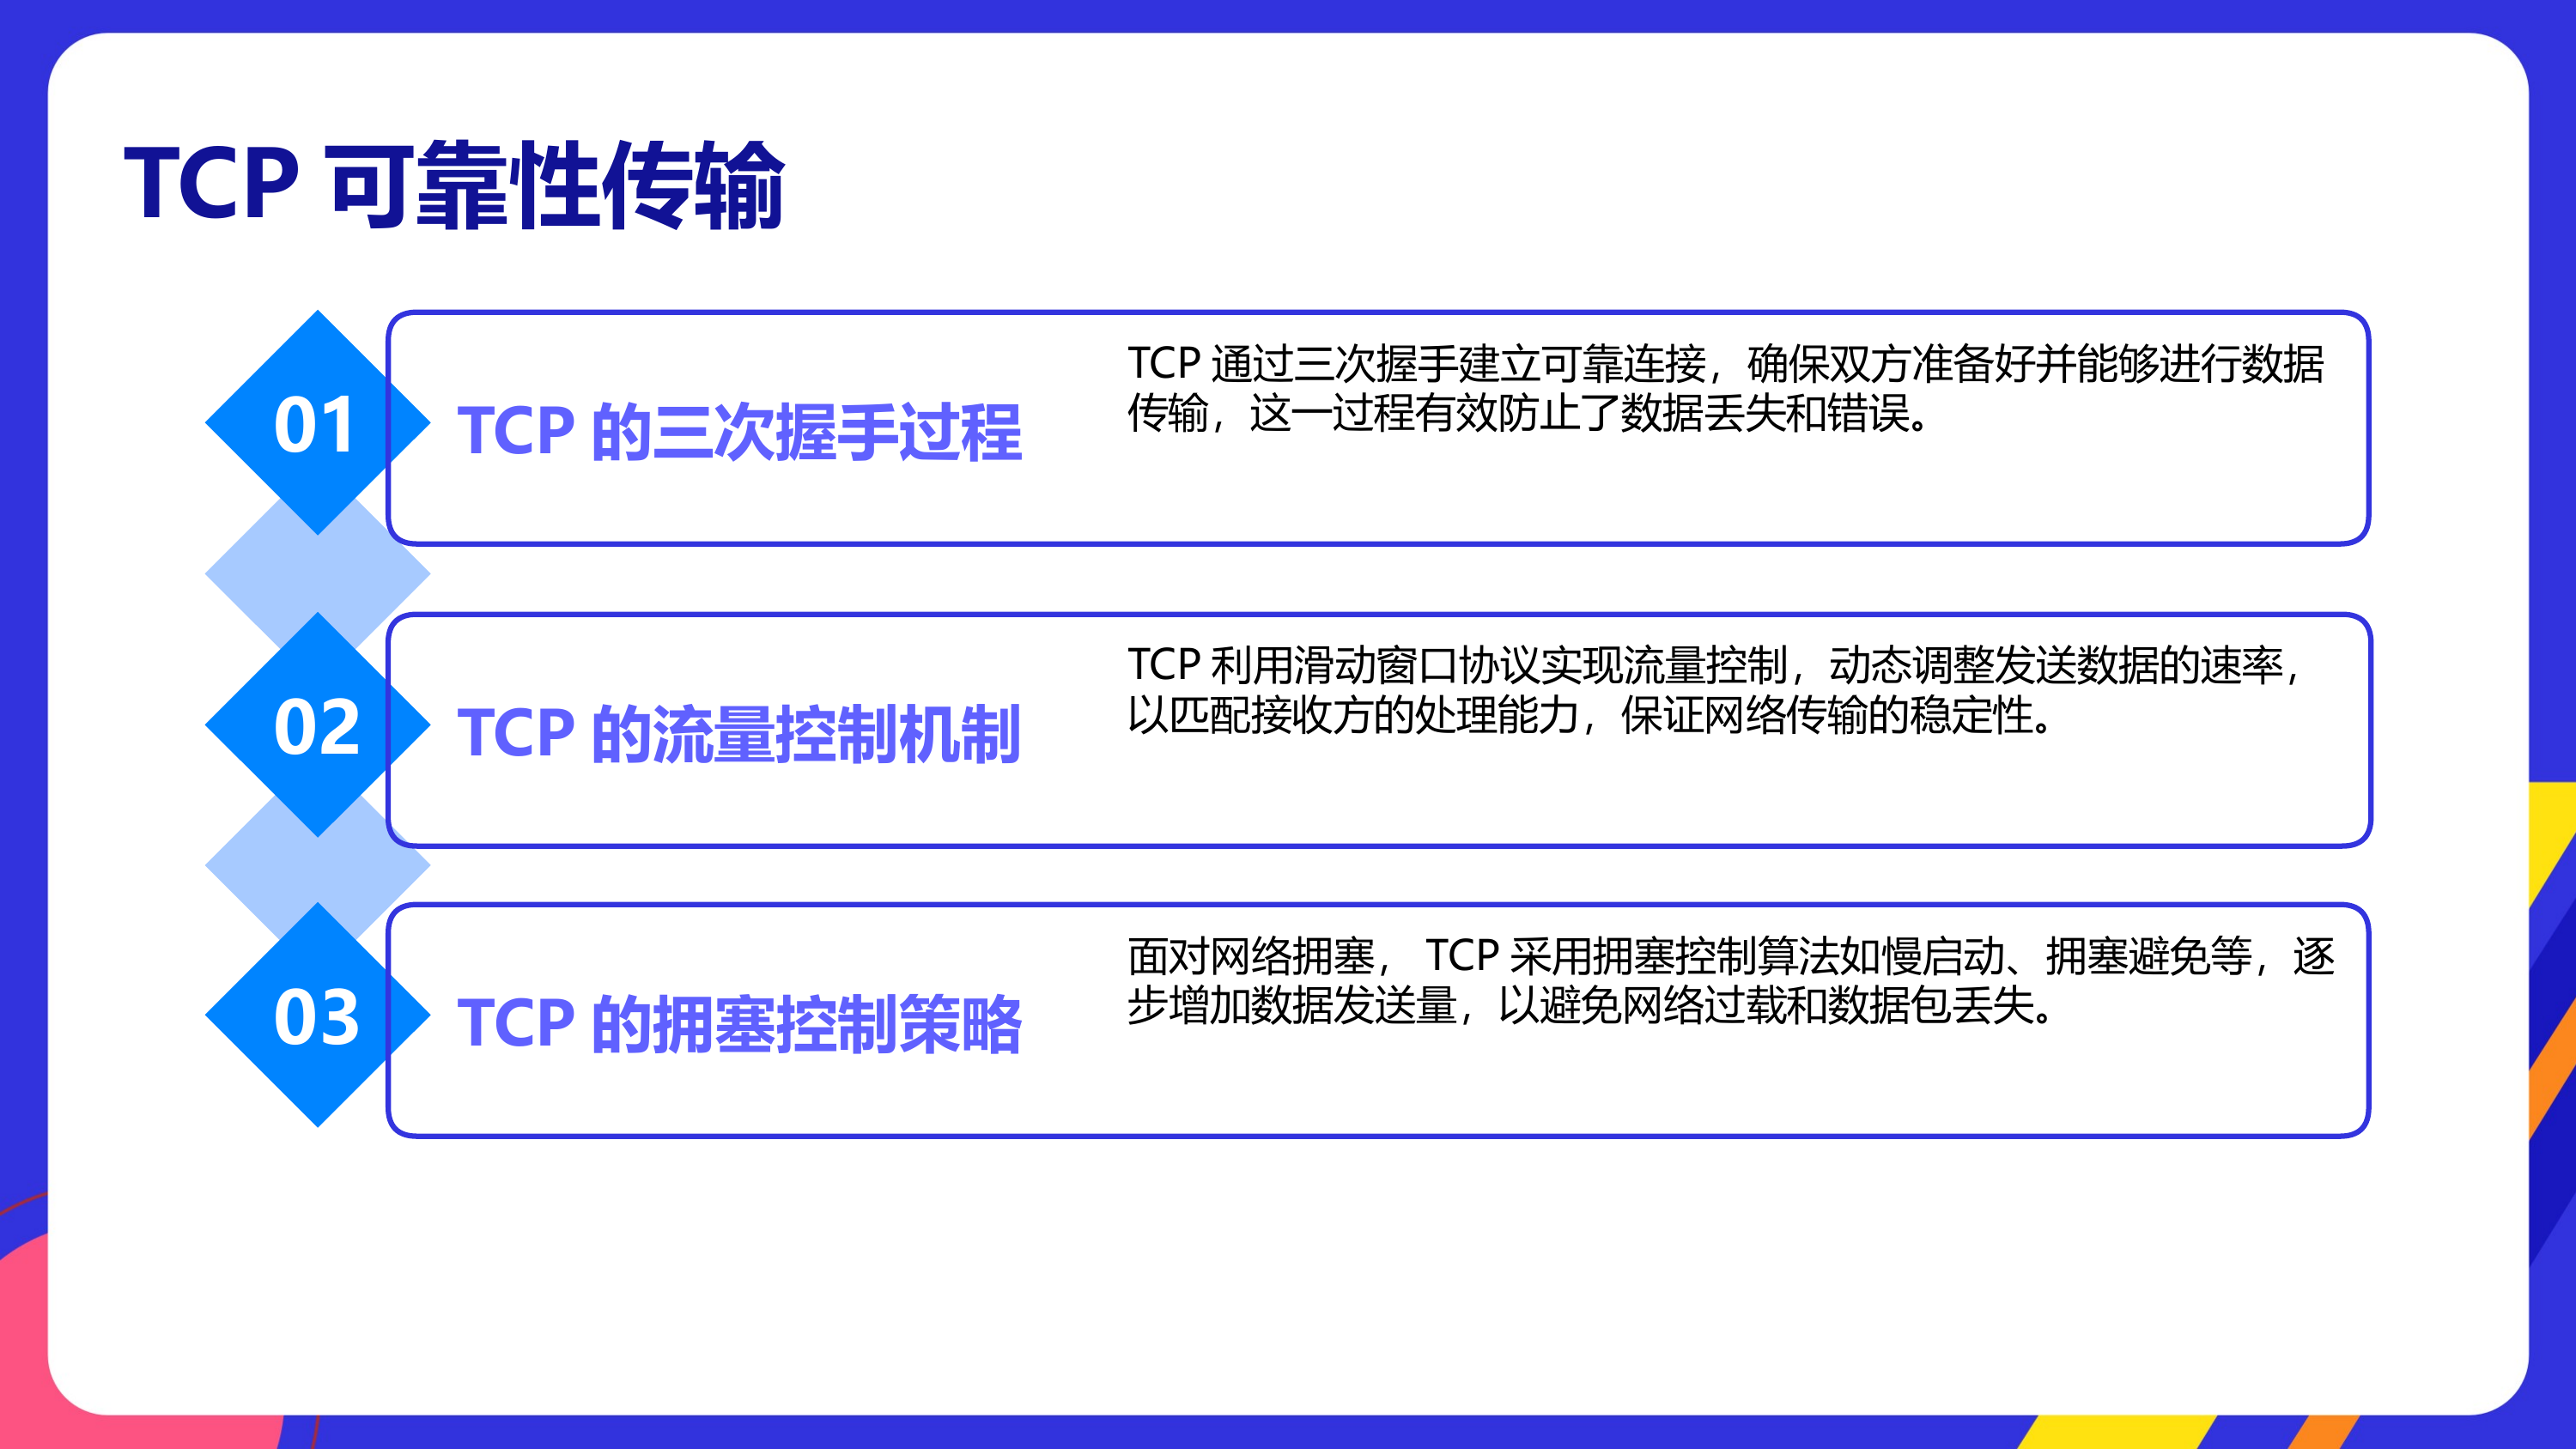 TCP 可靠性传输
01
TCP 的三次握手过程
TCP 通过三次握手建立可靠连接，确保双方准备好并能够进行数据
传输，这一过程有效防止了数据丢失和错误。
02
TCP 的流量控制机制
TCP 利用滑动窗口协议实现流量控制，动态调整发送数据的速率，
以匹配接收方的处理能力，保证网络传输的稳定性。
03
TCP 的拥塞控制策略
面对网络拥塞， TCP 采用拥塞控制算法如慢启动、拥塞避免等，逐
步增加数据发送量，以避免网络过载和数据包丢失。